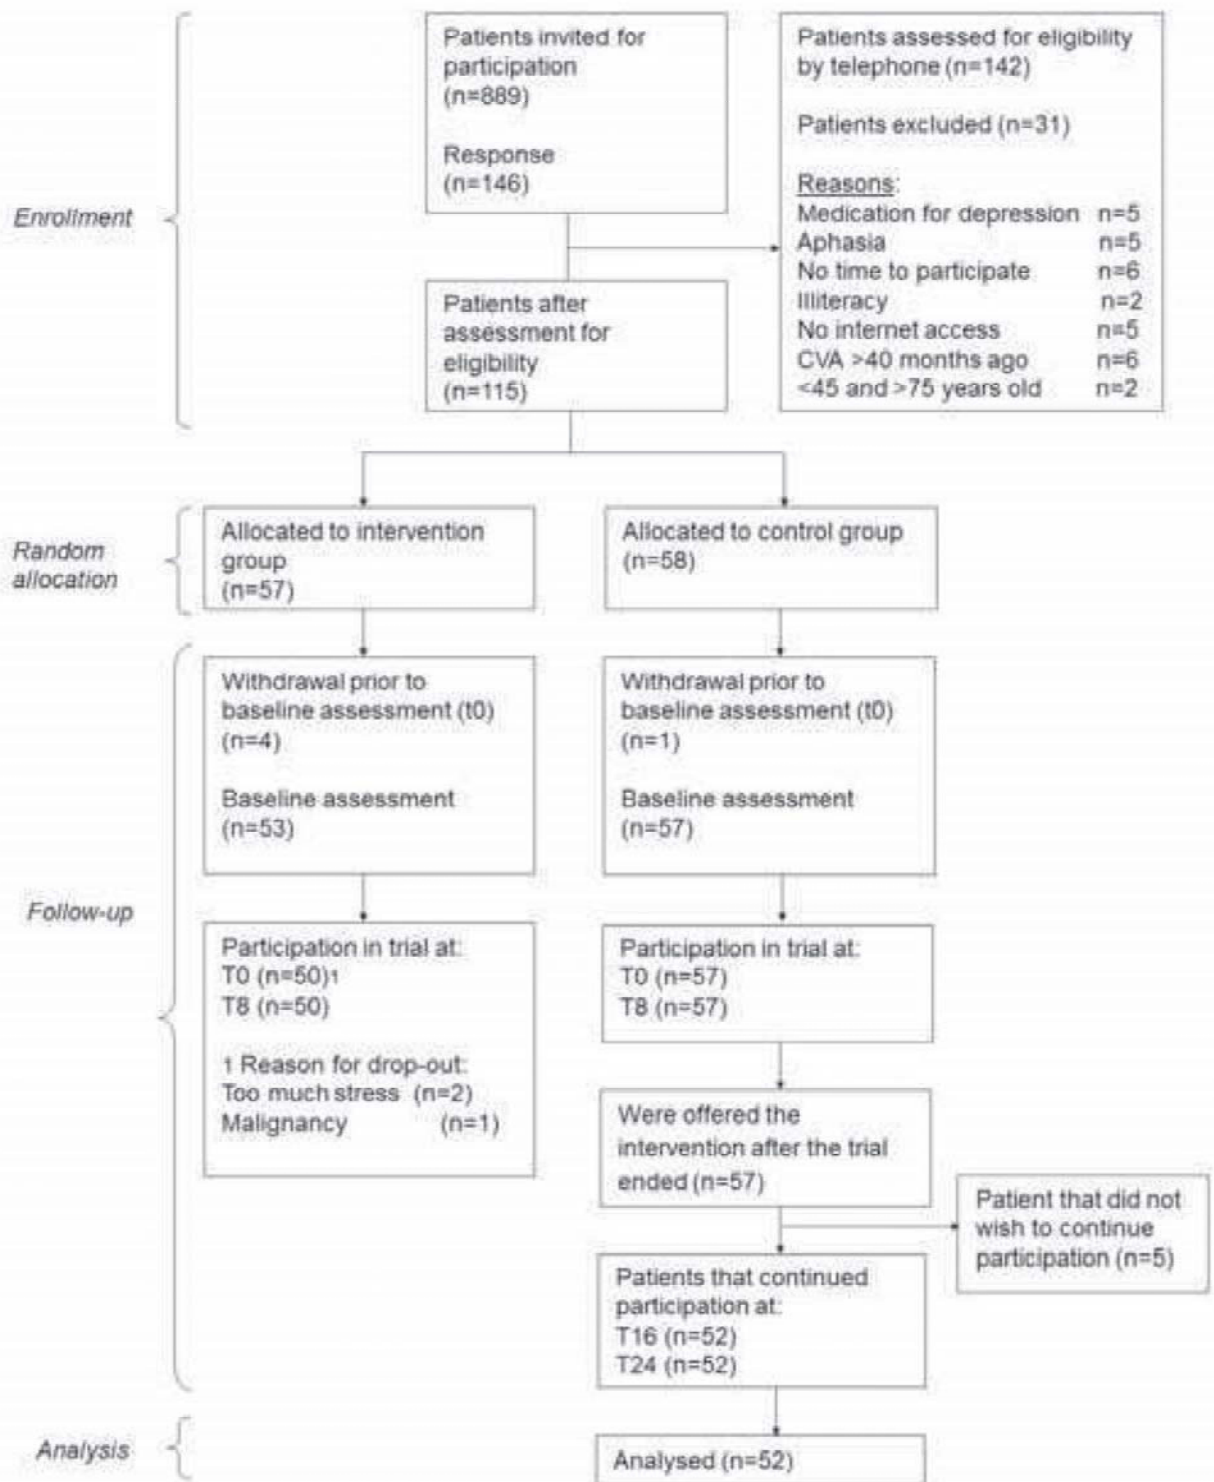 Patients invited for
participation
(n=889)
Response
(n=146)
Patients assessed for eligibility
by telephone (n=142)
Patients excluded (n=31)
Reasons:
Medication for depression n=5
Aphasia n=5
No time to participate n=6
Illiteracy n=2
No internet access n=5
CVA >40 months ago n=6
<45 and >75 years old n=2
Enrollment
Patients after
assessment for
eligibility
(n=115)
Random
allocation
Allocated to intervention
group
(n=57)
Allocated to control group
(n=58)
Follow-up
Withdrawal prior to
baseline assessment (t0)
(n=4)
Baseline assessment
(n=53)
Withdrawal prior to
baseline assessment (t0)
(n=1)
Baseline assessment
(n=57)
Participation in trial at:
T0 (n=50)1
T8 (n=50)
1 Reason for drop-out:
Too much stress (n=2)
Malignancy (n=1)
Participation in trial at:
T0 (n=57)
T8 (n=57)
Were offered the
intervention after the trial
ended (n=57)
Patient that did not
wish to continue
participation (n=5)
Patients that continued
participation at:
T16 (n=52)
T24 (n=52)
Analysis
Analysed (n=52)